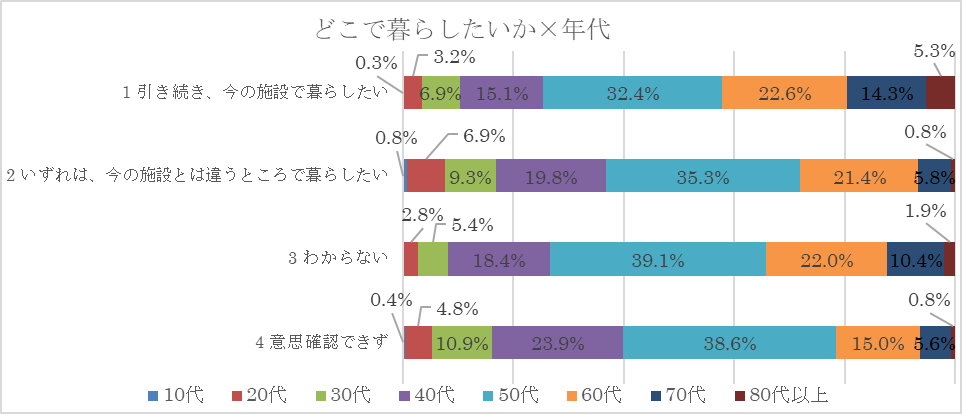 どこで暮らしたいか×年代
0.3% 3.2% 5.3%
1 引き続き、今の施設で暮らしたい 6.9% 15.1% 32.4% 22.6% 14.3%
0.8% 6.9% 0.8%
2 いずれは、今の施設とは違うところで暮らしたい 9.3% 19.8% 35.3% 21.4% 5.8%
2.8% 5.4% 1.9%
3 わからない 18.4% 39.1% 22.0% 10.4%
0.4% 4.8% 0.8%
4 意思確認できず 10.9% 23.9% 38.6% 15.0% 5.6%
10代 20代 30代 40代 50代 60代 70代 80代以上